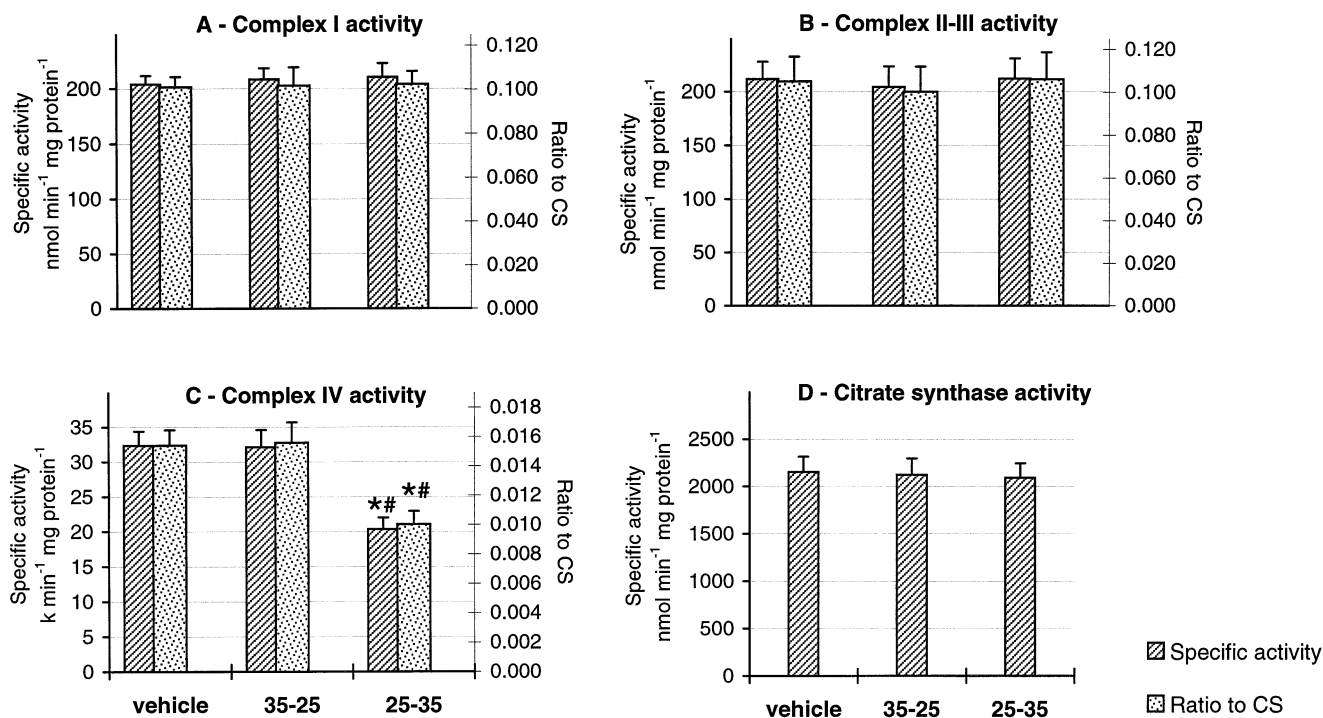 A - Complex I activity
Specific activity
nmol min⁻¹ mg protein⁻¹
200
150
100
50
0
0.120
0.100
0.080
0.060
0.040
0.020
0.000
Ratio to CS
B - Complex II-III activity
Specific activity
nmol min⁻¹ mg protein⁻¹
200
150
100
50
0
0.120
0.100
0.080
0.060
0.040
0.020
0.000
Ratio to CS
C - Complex IV activity
Specific activity
k min⁻¹ mg protein⁻¹
35
30
25
20
15
10
5
0
*# *#
0.018
0.016
0.014
0.012
0.010
0.008
0.006
0.004
0.002
0.000
Ratio to CS
vehicle 35-25 25-35
D - Citrate synthase activity
Specific activity
nmol min⁻¹ mg protein⁻¹
2500
2000
1500
1000
500
0
vehicle 35-25 25-35
Specific activity
Ratio to CS